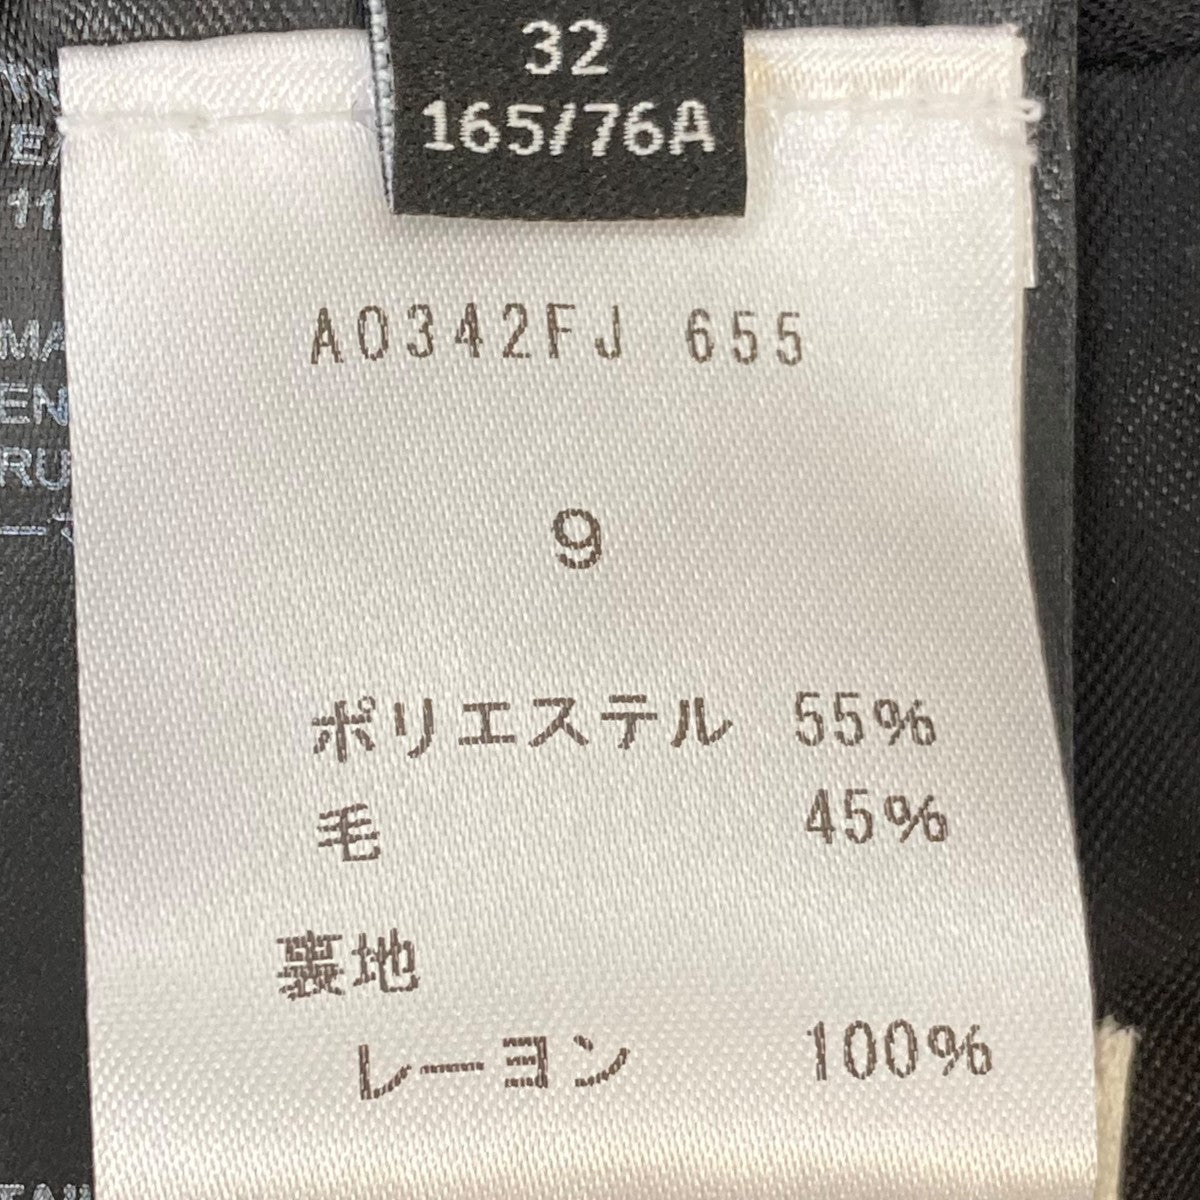 32
165/76A
A0342FJ 655
9
ポリエステル 55%
毛 45%
裏地
レーヨン 100%